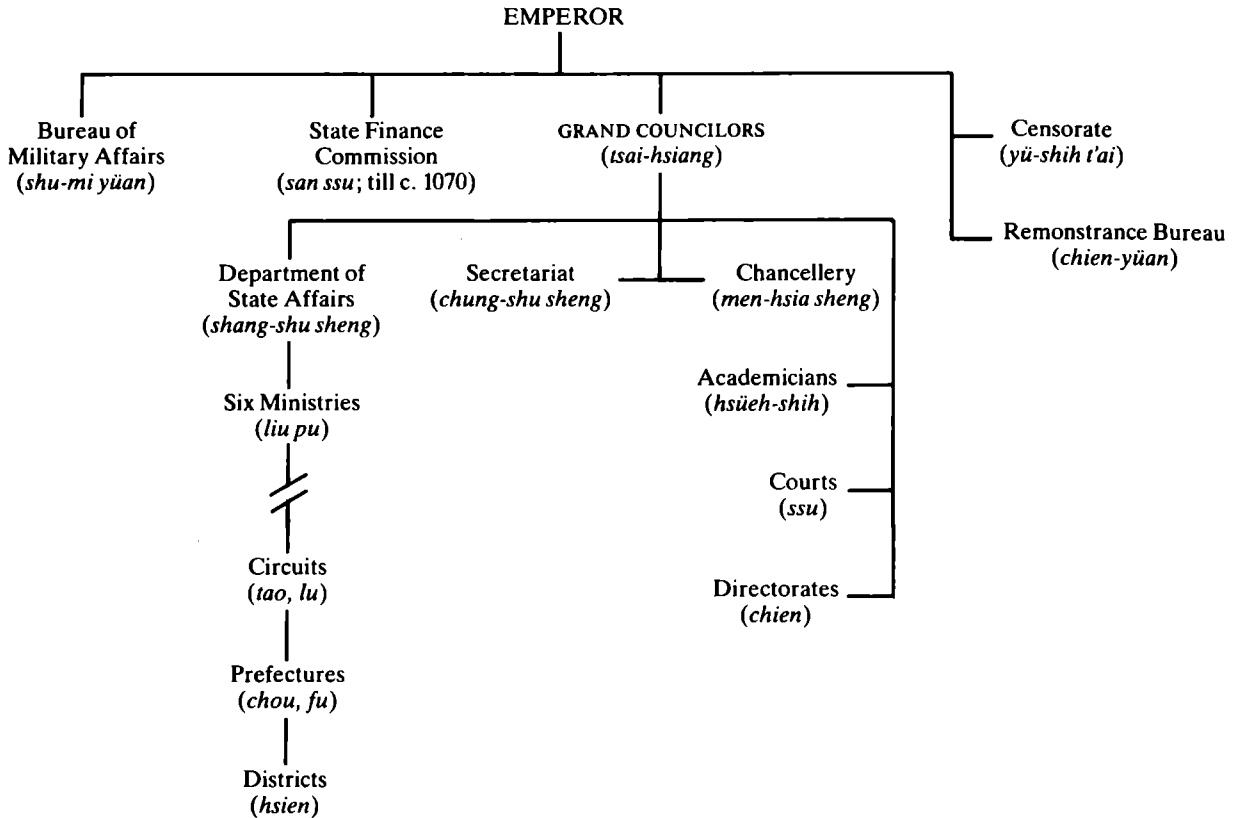 EMPEROR
Bureau of
Military Affairs
(shu-mi yüan)
State Finance
Commission
(san ssu; till c. 1070)
GRAND COUNCILORS
(tsai-hsiang)
Censorate
(yü-shih t'ai)
Remonstrance Bureau
(chien-yüan)
Department of
State Affairs
(shang-shu sheng)
Secretariat
(chung-shu sheng)
Chancellery
(men-hsia sheng)
Six Ministries
(liu pu)
Academicians
(hsüeh-shih)
Courts
(ssu)
Circuits
(tao, lu)
Directorates
(chien)
Prefectures
(chou, fu)
Districts
(hsien)